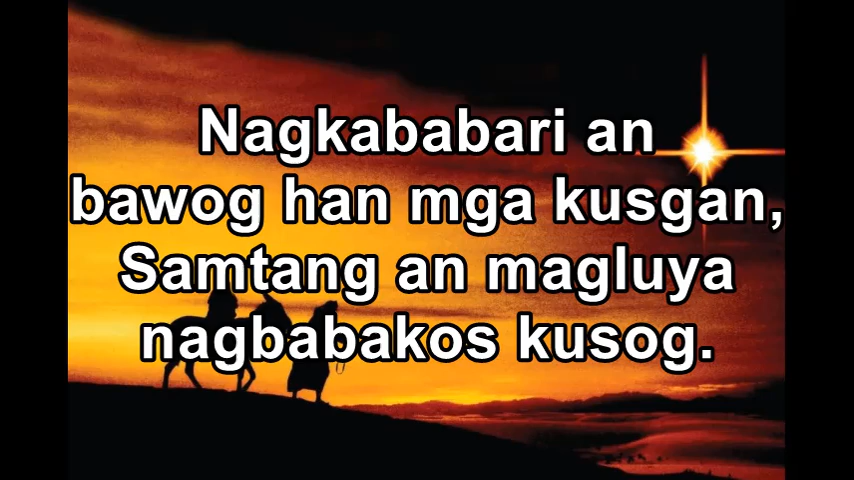 Nagkababari an
bawog han mga kusgan,
Samtang an magluya
nagbabakos kusog.